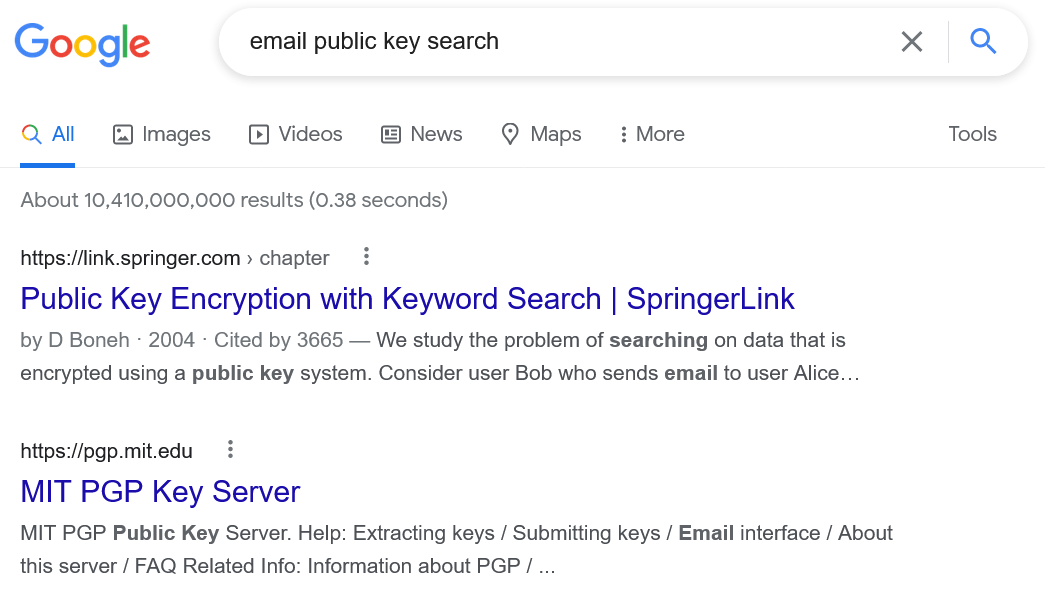 Google
email public key search
All Images Videos News Maps More Tools
About 10,410,000,000 results (0.38 seconds)
https://link.springer.com › chapter
Public Key Encryption with Keyword Search | SpringerLink
by D Boneh · 2004 · Cited by 3665 — We study the problem of searching on data that is
encrypted using a public key system. Consider user Bob who sends email to user Alice…
https://pgp.mit.edu
MIT PGP Key Server
MIT PGP Public Key Server. Help: Extracting keys / Submitting keys / Email interface / About
this server / FAQ Related Info: Information about PGP / ...